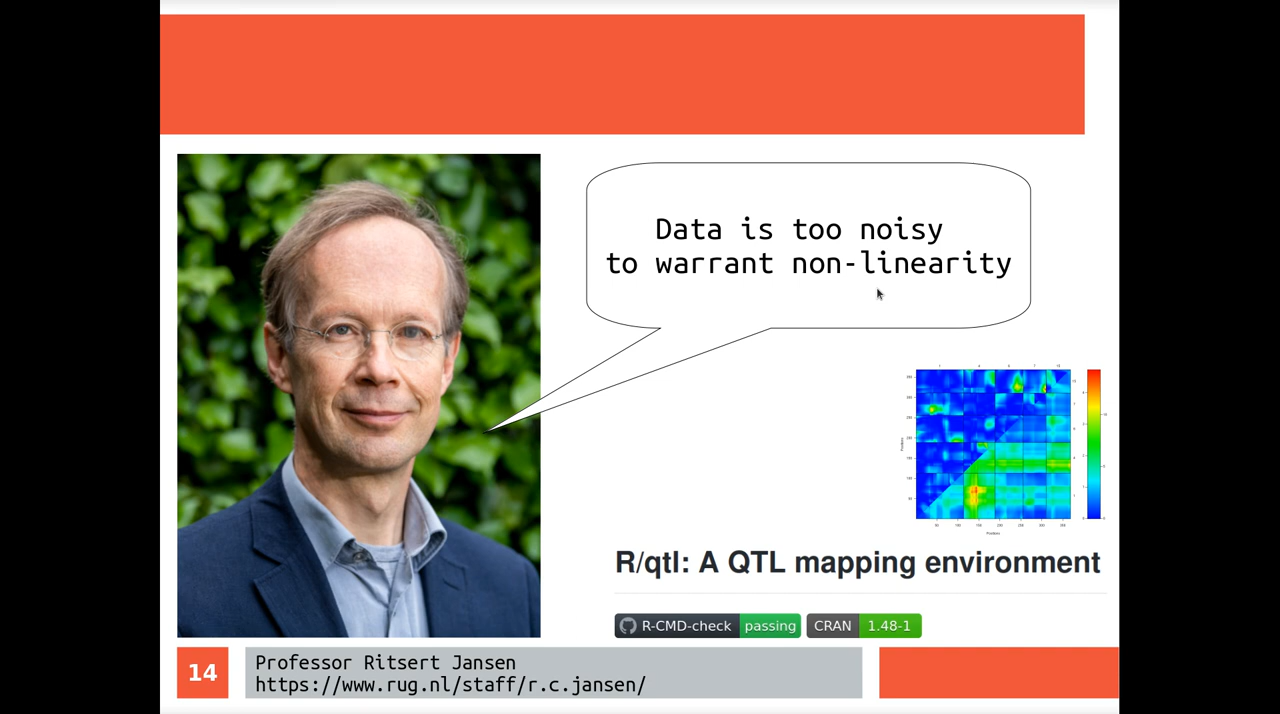 Data is too noisy
to warrant non-linearity
R/qtl: A QTL mapping environment
R-CMD-check passing CRAN 1.48-1
14
Professor Ritsert Jansen
https://www.rug.nl/staff/r.c.jansen/